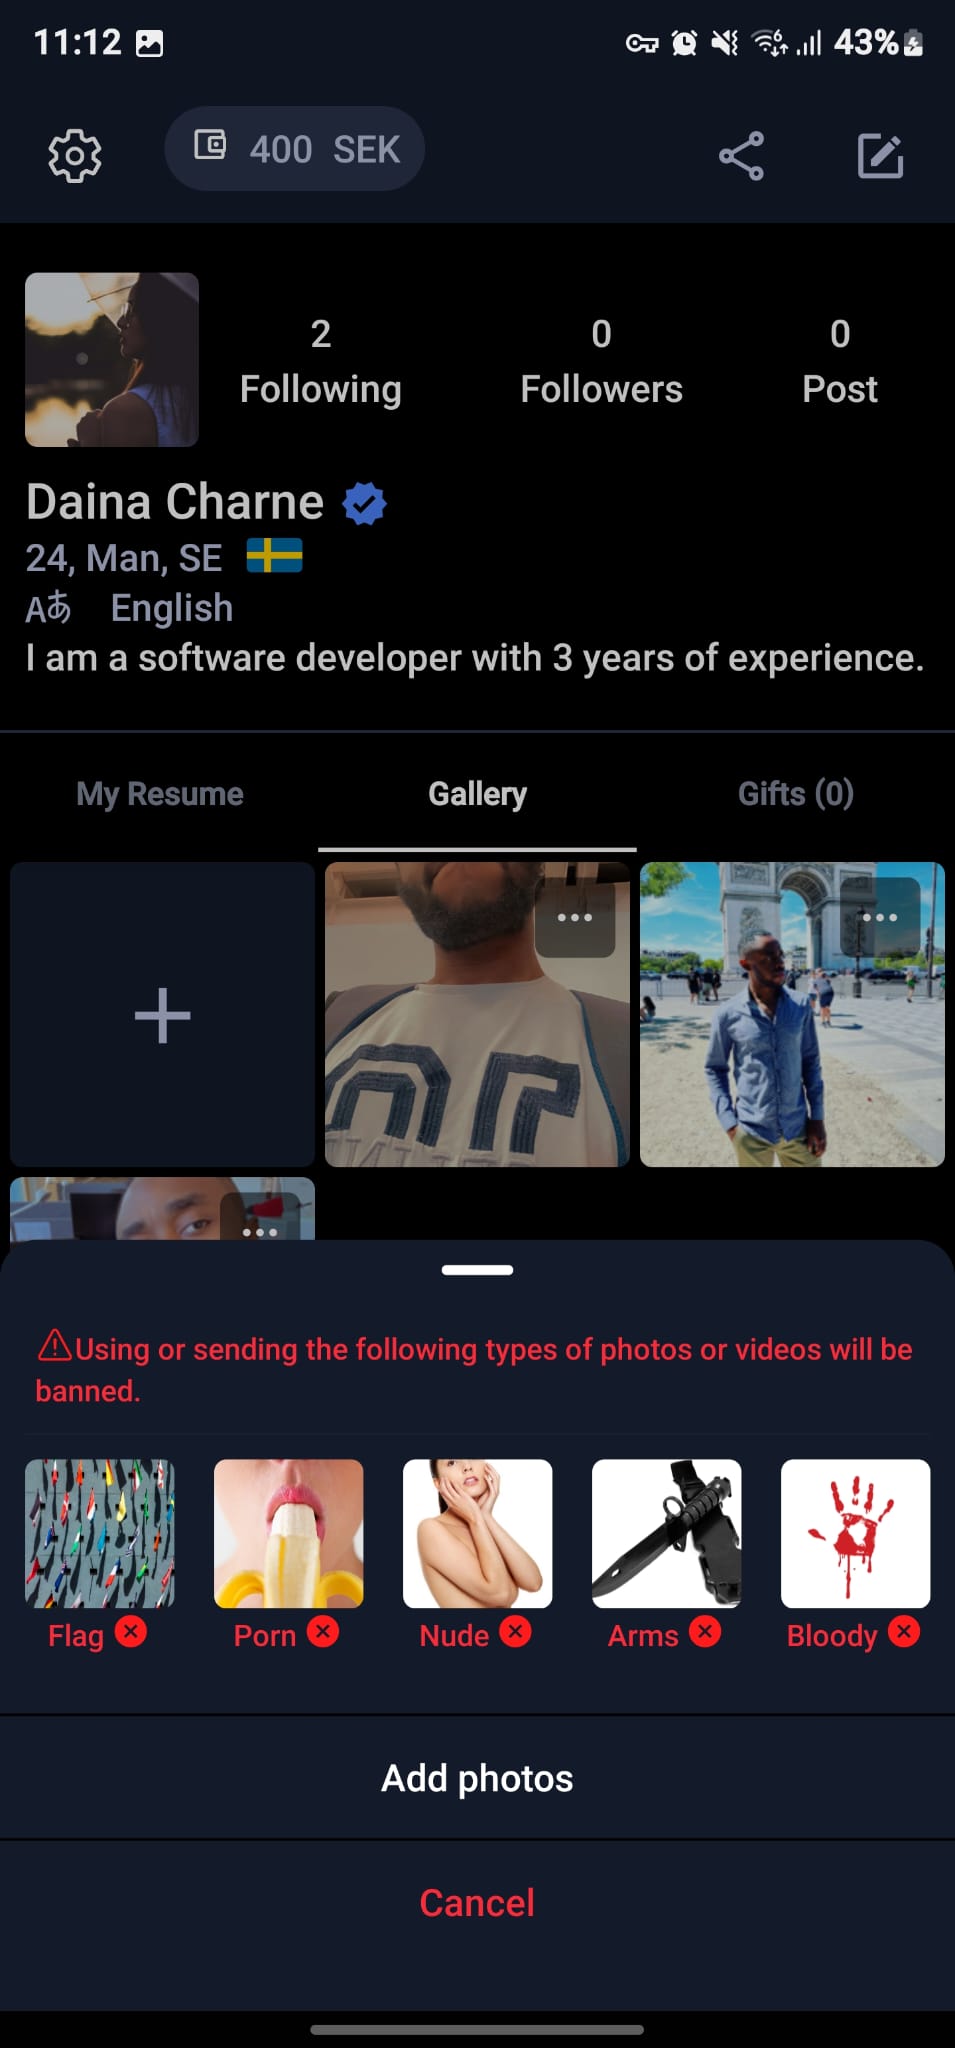 11:12 43%
400 SEK
2 0 0
Following Followers Post
Daina Charne
24, Man, SE
Aあ English
I am a software developer with 3 years of experience.
My Resume Gallery Gifts (0)
Using or sending the following types of photos or videos will be
banned.
Flag Porn Nude Arms Bloody
Add photos
Cancel